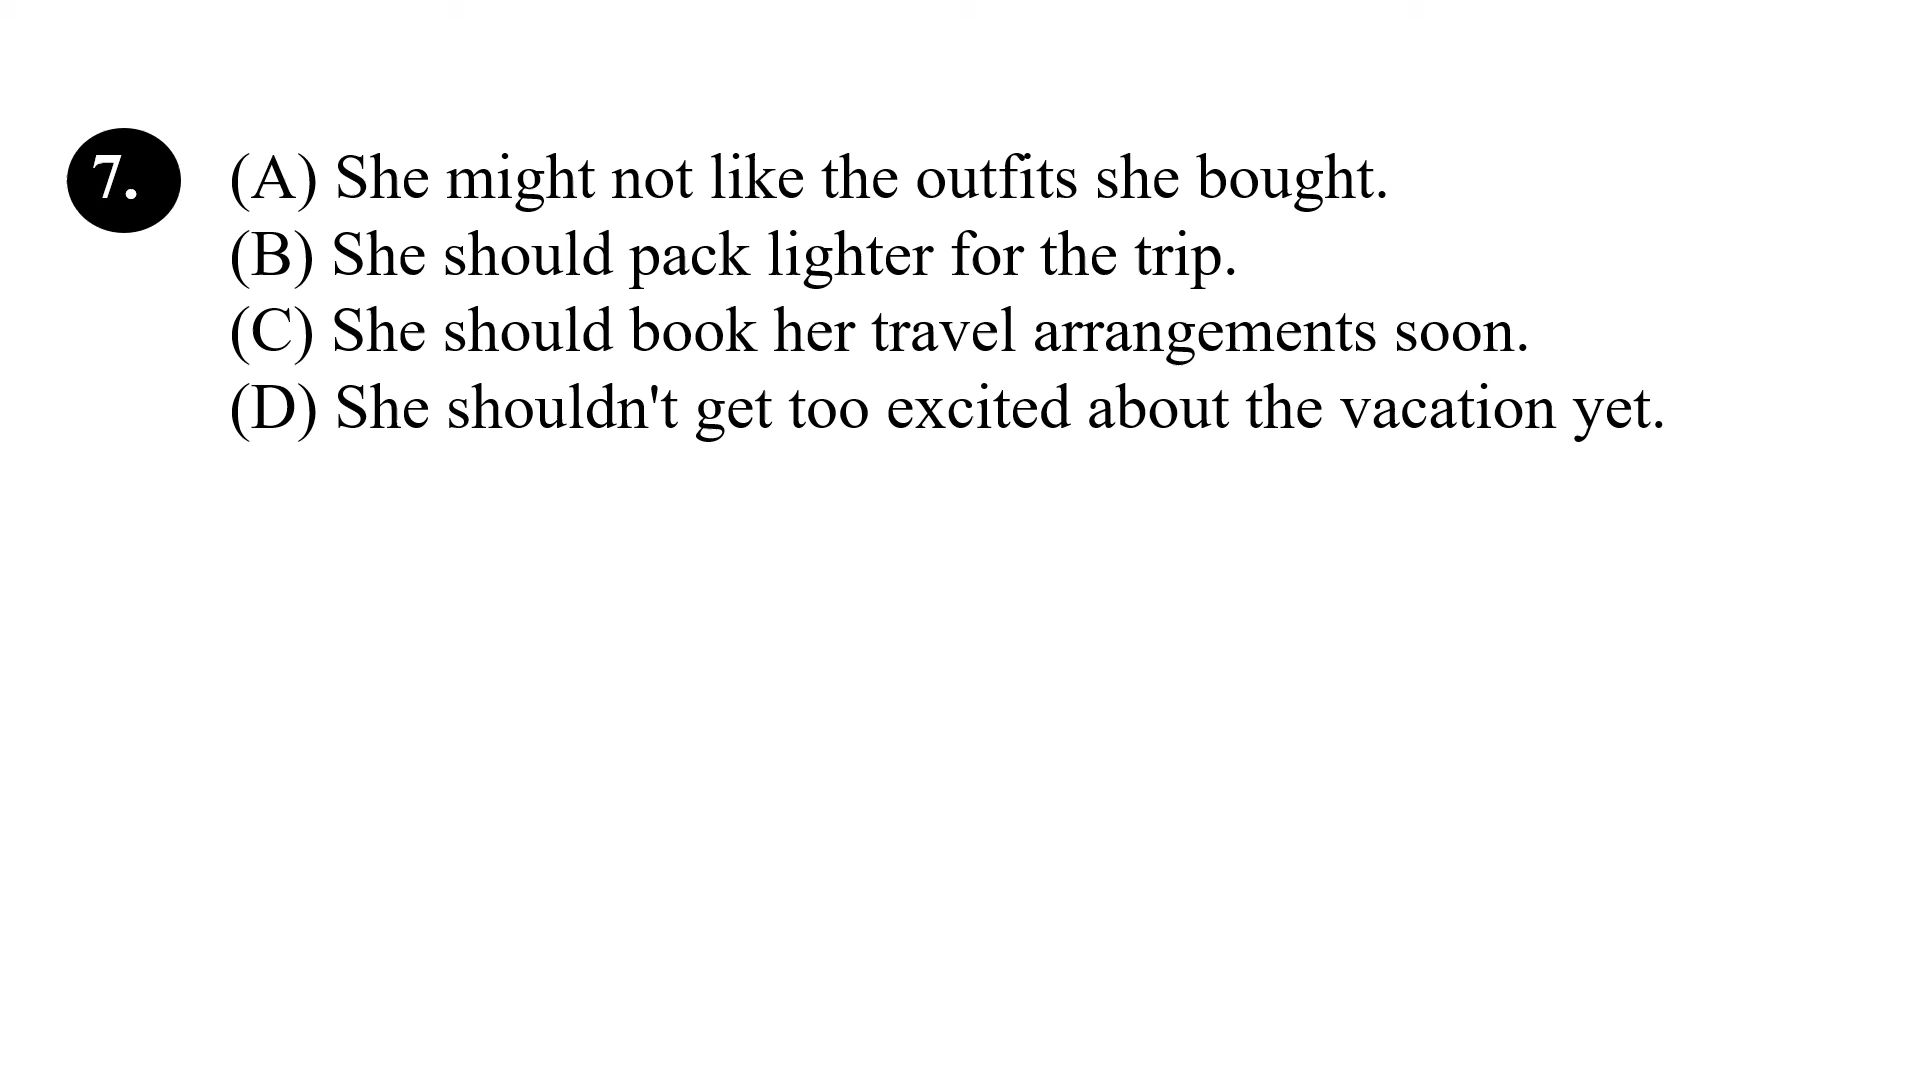 7. (A) She might not like the outfits she bought.
(B) She should pack lighter for the trip.
(C) She should book her travel arrangements soon.
(D) She shouldn't get too excited about the vacation yet.